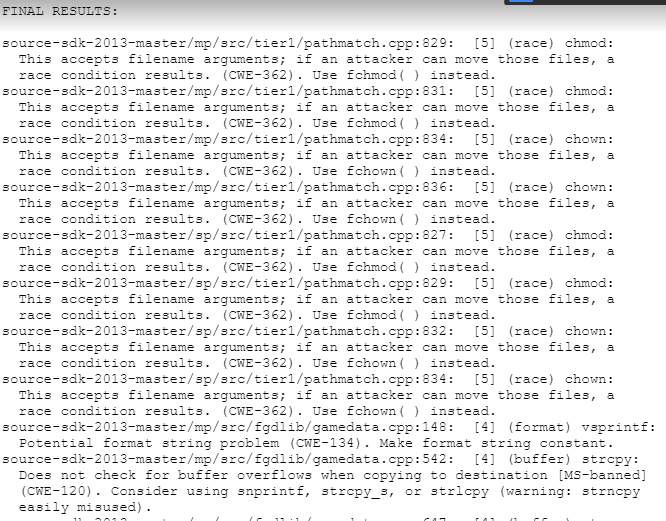 FINAL RESULTS:
source-sdk-2013-master/mp/src/tier1/pathmatch.cpp:829:  [5] (race) chmod:
This accepts filename arguments; if an attacker can move those files, a
race condition results. (CWE-362). Use fchmod( ) instead.
source-sdk-2013-master/mp/src/tier1/pathmatch.cpp:831:  [5] (race) chmod:
This accepts filename arguments; if an attacker can move those files, a
race condition results. (CWE-362). Use fchmod( ) instead.
source-sdk-2013-master/mp/src/tier1/pathmatch.cpp:834:  [5] (race) chown:
This accepts filename arguments; if an attacker can move those files, a
race condition results. (CWE-362). Use fchown( ) instead.
source-sdk-2013-master/mp/src/tier1/pathmatch.cpp:836:  [5] (race) chown:
This accepts filename arguments; if an attacker can move those files, a
race condition results. (CWE-362). Use fchown( ) instead.
source-sdk-2013-master/sp/src/tier1/pathmatch.cpp:827:  [5] (race) chmod:
This accepts filename arguments; if an attacker can move those files, a
race condition results. (CWE-362). Use fchmod( ) instead.
source-sdk-2013-master/sp/src/tier1/pathmatch.cpp:829:  [5] (race) chmod:
This accepts filename arguments; if an attacker can move those files, a
race condition results. (CWE-362). Use fchmod( ) instead.
source-sdk-2013-master/sp/src/tier1/pathmatch.cpp:832:  [5] (race) chown:
This accepts filename arguments; if an attacker can move those files, a
race condition results. (CWE-362). Use fchown( ) instead.
source-sdk-2013-master/sp/src/tier1/pathmatch.cpp:834:  [5] (race) chown:
This accepts filename arguments; if an attacker can move those files, a
race condition results. (CWE-362). Use fchown( ) instead.
source-sdk-2013-master/mp/src/fgdlib/gamedata.cpp:148:  [4] (format) vsprintf:
Potential format string problem (CWE-134). Make format string constant.
source-sdk-2013-master/mp/src/fgdlib/gamedata.cpp:542:  [4] (buffer) strcpy:
Does not check for buffer overflows when copying to destination [MS-banned]
(CWE-120). Consider using snprintf, strcpy_s, or strlcpy (warning: strncpy
easily misused).